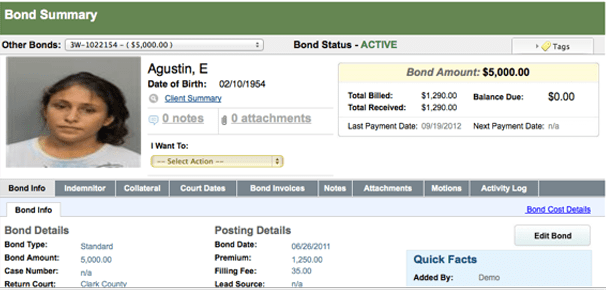 Bond Summary
Other Bonds: 3W-1022154 - ( $5,000.00 ) Bond Status - ACTIVE Tags
Agustin, E
Date of Birth: 02/10/1954
Client Summary
0 notes 0 attachments
I Want To:
-- Select Action --
Bond Amount: $5,000.00
Total Billed: $1,290.00 Balance Due: $0.00
Total Received: $1,290.00
Last Payment Date: 09/19/2012 Next Payment Date: n/a
Bond Info Indemnitor Collateral Court Dates Bond Invoices Notes Attachments Motions Activity Log
Bond Info Bond Cost Details
Bond Details Posting Details Edit Bond
Bond Type: Standard Bond Date: 06/26/2011
Bond Amount: 5,000.00 Premium: 1,250.00 Quick Facts
Case Number: n/a Filling Fee: 35.00 Added By: Demo
Return Court: Clark County Lead Source: n/a